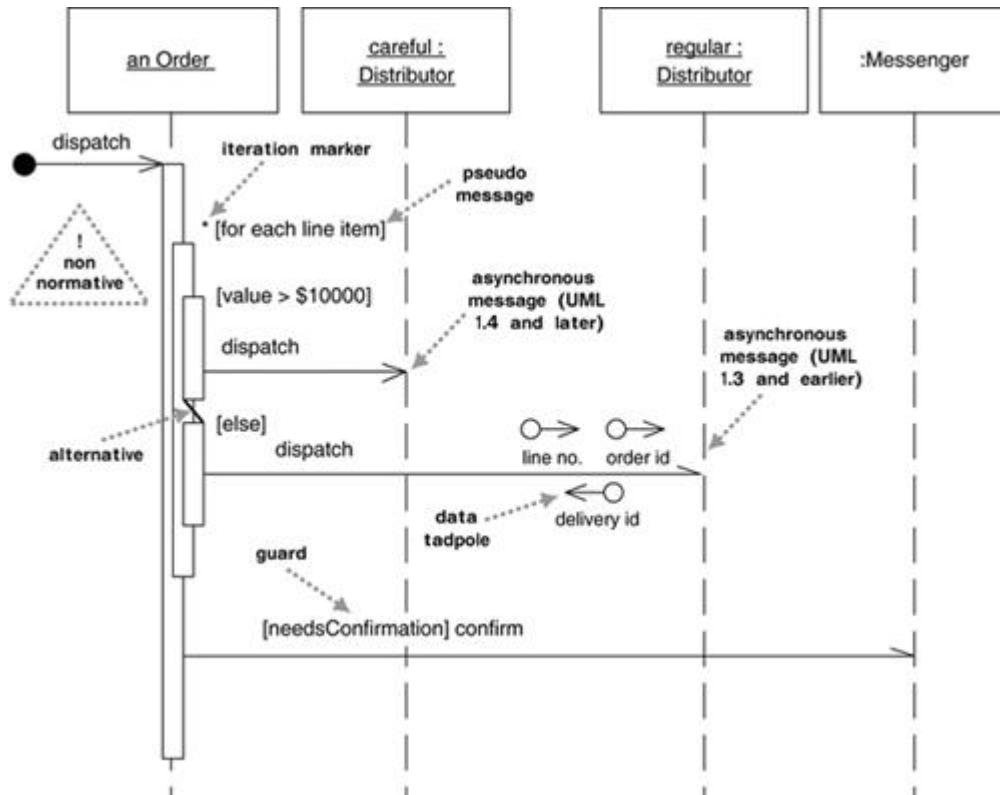 an Order
careful :
Distributor
regular :
Distributor
:Messenger
dispatch
iteration marker
pseudo
message
* [for each line item]
!
non
normative
[value > $10000]
asynchronous
message (UML
1.4 and later)
dispatch
asynchronous
message (UML
1.3 and earlier)
[else]
alternative
dispatch
line no.
order id
data
tadpole
delivery id
guard
[needsConfirmation] confirm